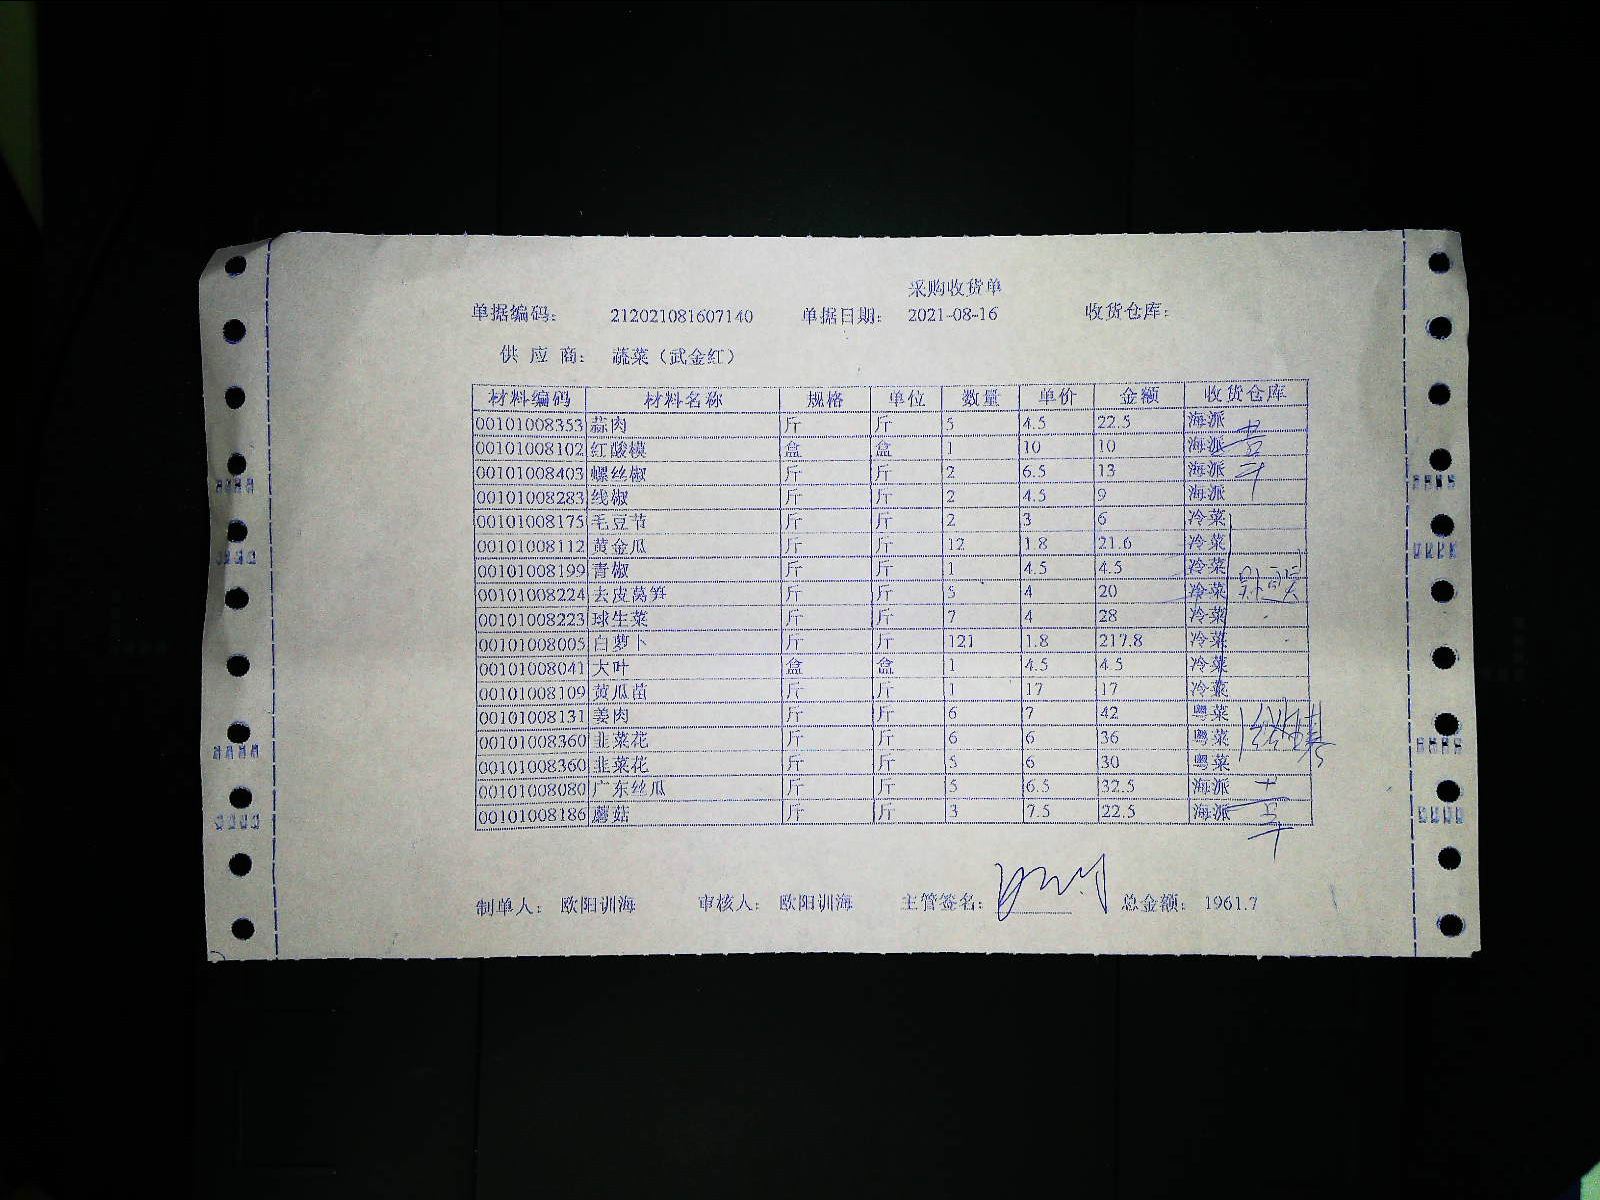 采购收货单
单据编码: 212021081607140 单据日期: 2021-08-16 收货仓库:
供应商: 蔬菜（武金红）
材料编码 材料名称 规格 单位 数量 单价 金额 收货仓库
00101008353 蒜肉 斤 斤 5 4.5 22.5 海派
00101008102 红酸模 盒 盒 1 10 10 海派
00101008403 螺丝椒 斤 斤 2 6.5 13 海派
00101008283 线椒 斤 斤 2 4.5 9 海派
00101008175 毛豆节 斤 斤 2 3 6 冷菜
00101008112 黄金瓜 斤 斤 12 1.8 21.6 冷菜
00101008199 青椒 斤 斤 1 4.5 4.5 冷菜
00101008224 去皮莴笋 斤 斤 5 4 20 冷菜
00101008223 球生菜 斤 斤 7 4 28 冷菜
00101008005 白萝卜 斤 斤 121 1.8 217.8 冷菜
00101008041 大叶 盒 盒 1 4.5 4.5 冷菜
00101008109 黄瓜苗 斤 斤 1 17 17 冷菜
00101008131 姜肉 斤 斤 6 7 42 粤菜
00101008360 韭菜花 斤 斤 6 6 36 粤菜
00101008360 韭菜花 斤 斤 5 6 30 粤菜
00101008080 广东丝瓜 斤 斤 5 6.5 32.5 海派
00101008186 蘑菇 斤 斤 3 7.5 22.5 海派
制单人: 欧阳训海 审核人: 欧阳训海 主管签名: 总金额: 1961.7